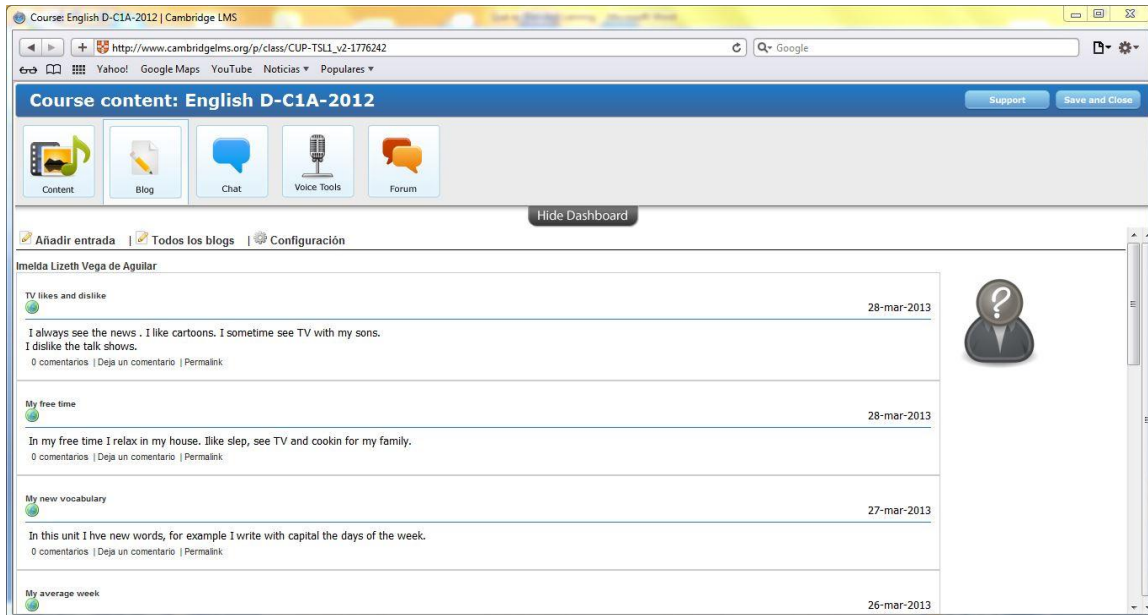 Course: English D-C1A-2012 | Cambridge LMS
http://www.cambridgelms.org/p/class/CUP-TSL1_v2-1776242
Google
Yahoo! Google Maps YouTube Noticias Populares
Course content: English D-C1A-2012
Support Save and Close
Content Blog Chat Voice Tools Forum
Hide Dashboard
Añadir entrada | Todos los blogs | Configuración
Imelda Lizeth Vega de Aguilar
TV likes and dislike
28-mar-2013
I always see the news . I like cartoons. I sometime see TV with my sons.
I dislike the talk shows.
0 comentarios | Deja un comentario | Permalink
My free time
28-mar-2013
In my free time I relax in my house. Ilike slep, see TV and cookin for my family.
0 comentarios | Deja un comentario | Permalink
My new vocabulary
27-mar-2013
In this unit I hve new words, for example I write with capital the days of the week.
0 comentarios | Deja un comentario | Permalink
My average week
26-mar-2013